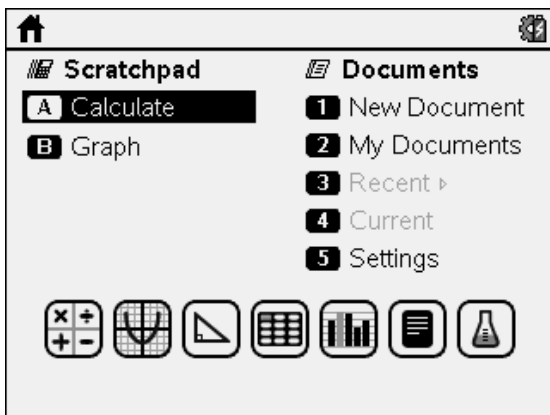 Scratchpad
A Calculate
B Graph
Documents
1 New Document
2 My Documents
3 Recent ▹
4 Current
5 Settings